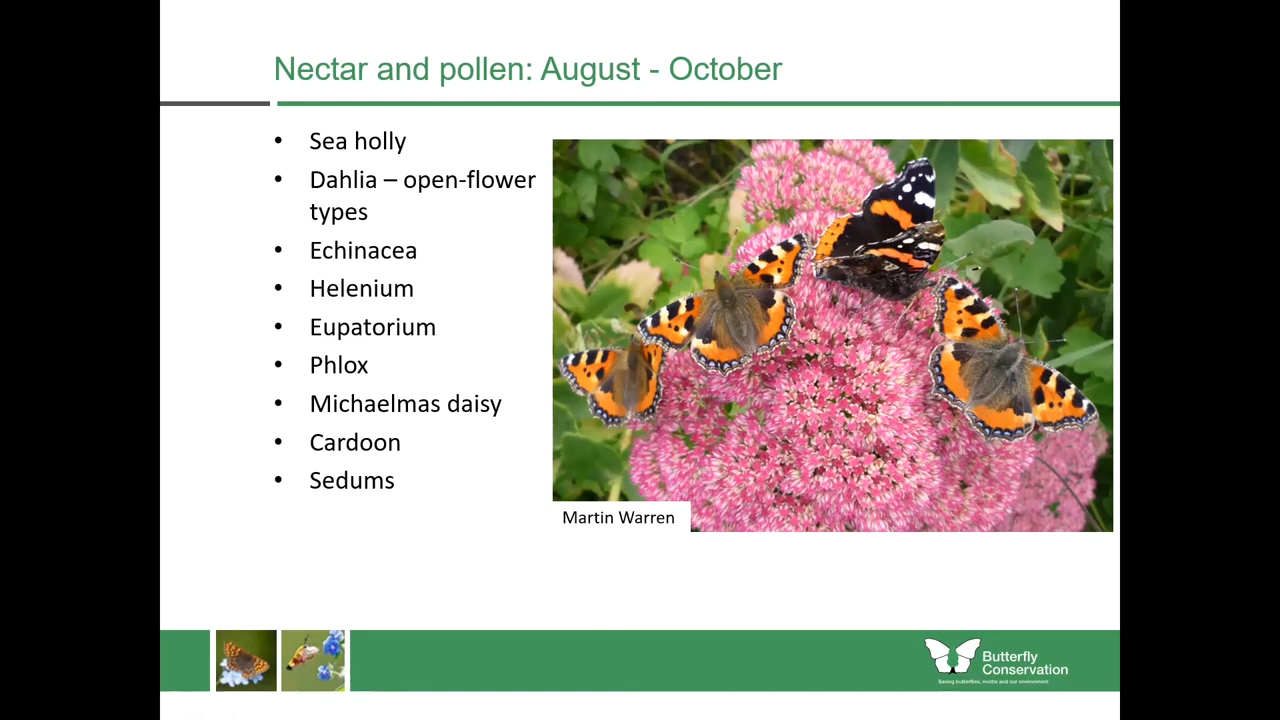 Nectar and pollen: August - October
• Sea holly
• Dahlia – open-flower
types
• Echinacea
• Helenium
• Eupatorium
• Phlox
• Michaelmas daisy
• Cardoon
• Sedums
Martin Warren
Butterfly
Conservation
Saving butterflies, moths and our environment